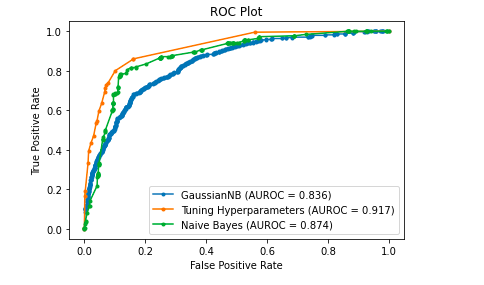 ROC Plot
1.0
0.8
0.6
0.4
0.2
0.0
True Positive Rate
GaussianNB (AUROC = 0.836)
Tuning Hyperparameters (AUROC = 0.917)
Naive Bayes (AUROC = 0.874)
0.0 0.2 0.4 0.6 0.8 1.0
False Positive Rate